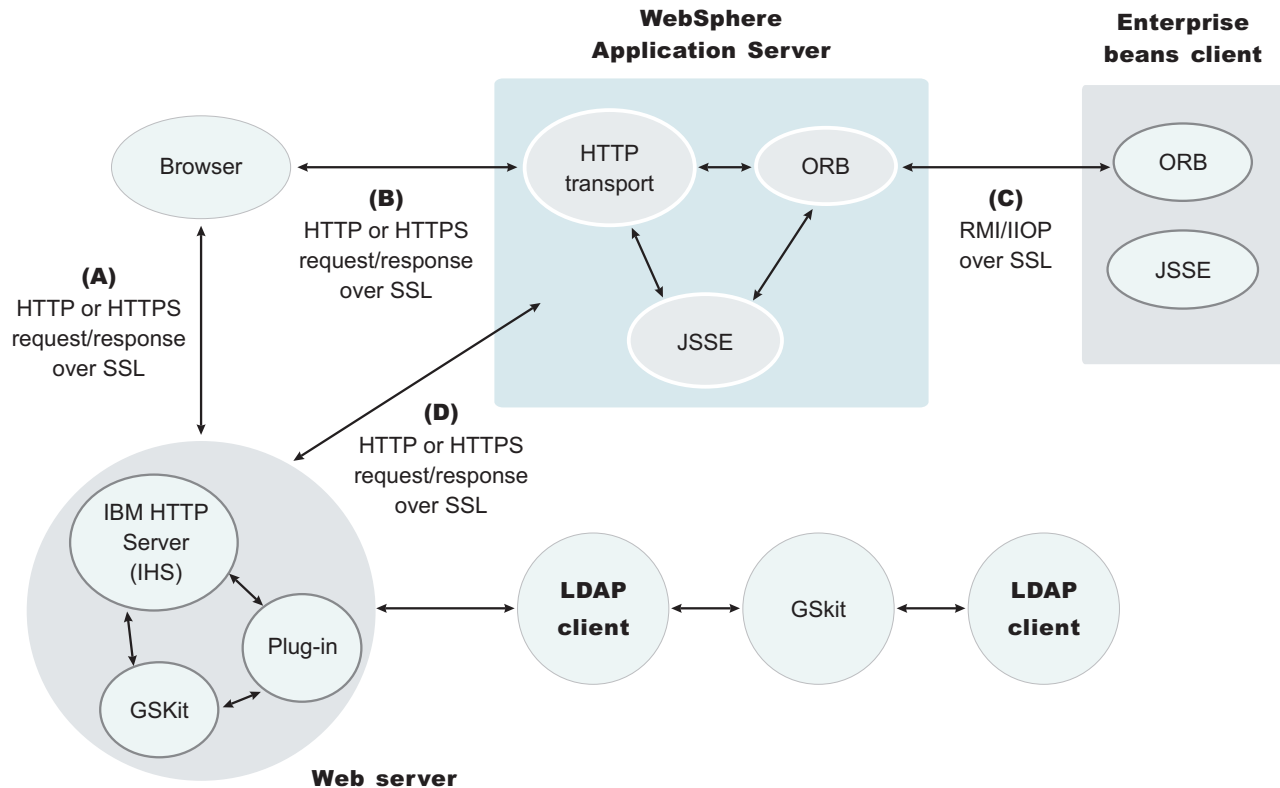 WebSphere
Application Server
Enterprise
beans client
Browser
HTTP
transport
ORB
ORB
(B)
HTTP or HTTPS
request/response
over SSL
(C)
RMI/IIOP
over SSL
JSSE
(A)
HTTP or HTTPS
request/response
over SSL
JSSE
(D)
HTTP or HTTPS
request/response
over SSL
IBM HTTP
Server
(IHS)
Plug-in
GSKit
LDAP
client
GSkit
LDAP
client
Web server